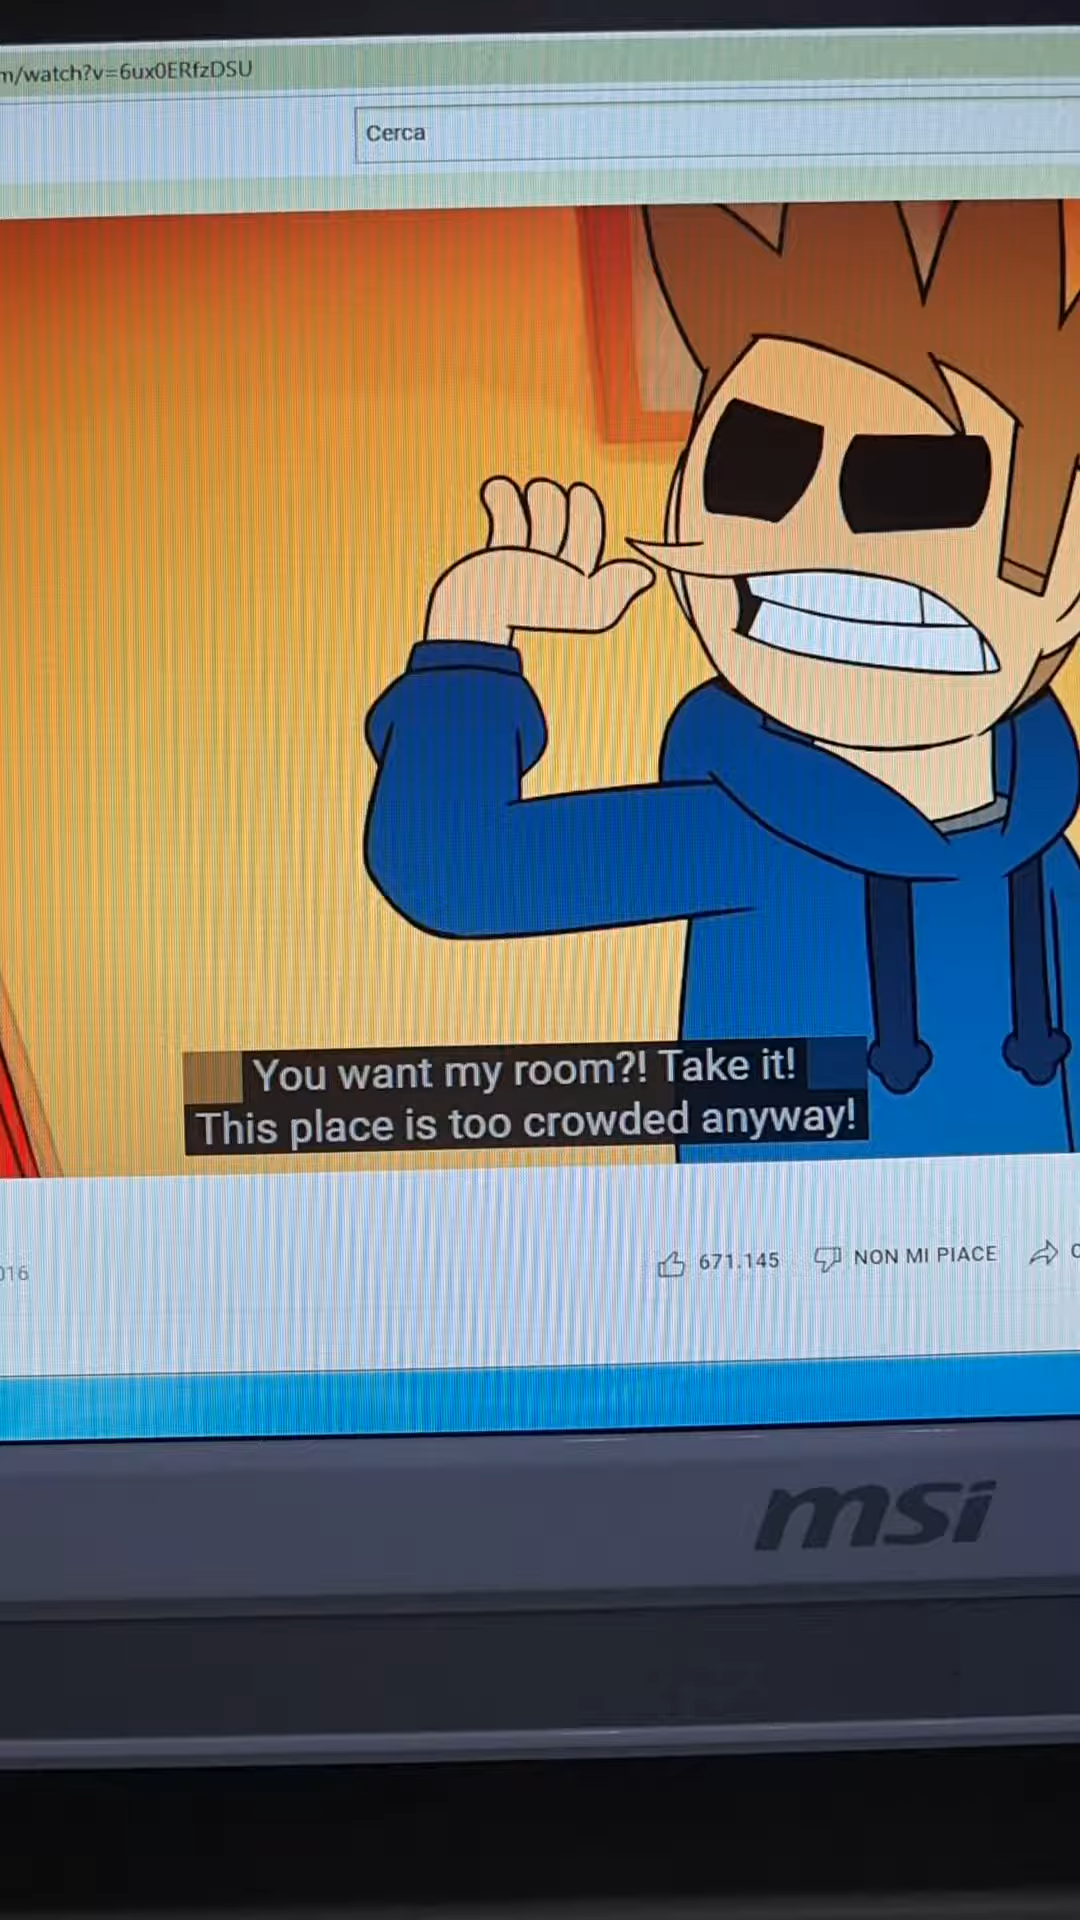 m/watch?v=6ux0ERfzDSU
Cerca
You want my room?! Take it!
This place is too crowded anyway!
016
671.145
NON MI PIACE
msi